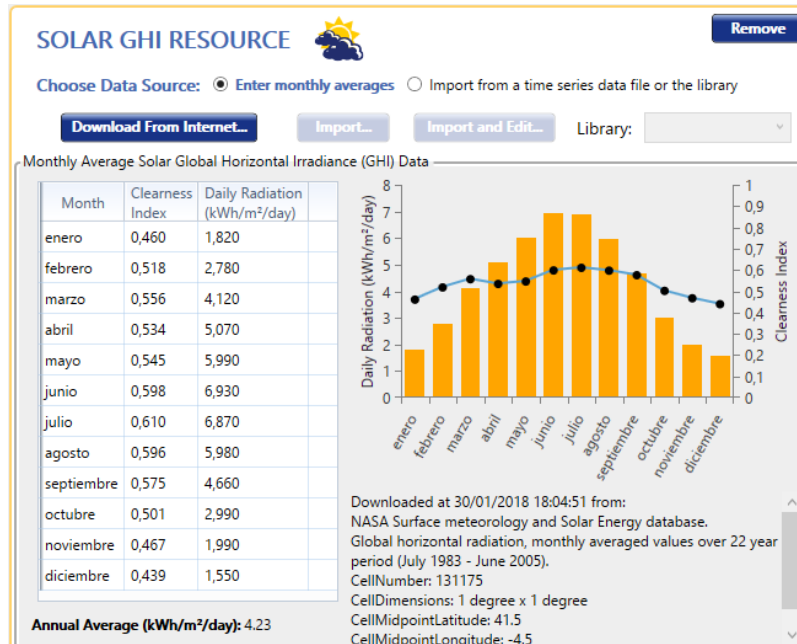 SOLAR GHI RESOURCE
Remove
Choose Data Source: Enter monthly averages Import from a time series data file or the library
Download From Internet... Import... Import and Edit... Library:
Monthly Average Solar Global Horizontal Irradiance (GHI) Data
Month Clearness Index Daily Radiation (kWh/m²/day)
enero 0,460 1,820
febrero 0,518 2,780
marzo 0,556 4,120
abril 0,534 5,070
mayo 0,545 5,990
junio 0,598 6,930
julio 0,610 6,870
agosto 0,596 5,980
septiembre 0,575 4,660
octubre 0,501 2,990
noviembre 0,467 1,990
diciembre 0,439 1,550
Annual Average (kWh/m²/day): 4.23
Daily Radiation (kWh/m²/day)
8
7
6
5
4
3
2
1
0
1
0,9
0,8
0,7
0,6
0,5
0,4
0,3
0,2
0,1
0
Clearness Index
enero
febrero
marzo
abril
mayo
junio
julio
agosto
septiembre
octubre
noviembre
diciembre
Downloaded at 30/01/2018 18:04:51 from:
NASA Surface meteorology and Solar Energy database.
Global horizontal radiation, monthly averaged values over 22 year
period (July 1983 - June 2005).
CellNumber: 131175
CellDimensions: 1 degree x 1 degree
CellMidpointLatitude: 41.5
CellMidpointLongitude: -4.5